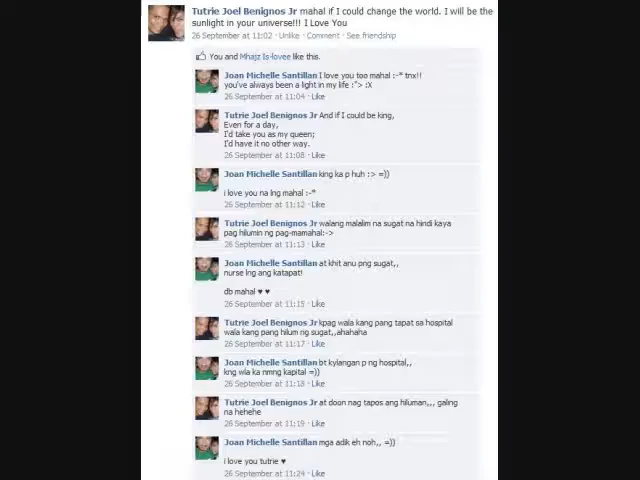 Tutrie Joel Benignos Jr mahal if I could change the world. I will be the
sunlight in your universe!!! I Love You
26 September at 11:02 · Unlike · Comment · See friendship
You and Mhajz Is-lovee like this.
Joan Michelle Santillan I love you too mahal :-* tnx!!
you've always been a light in my life :"> :X
26 September at 11:04 · Like
Tutrie Joel Benignos Jr And if I could be king,
Even for a day,
I'd take you as my queen;
I'd have it no other way.
26 September at 11:08 · Like
Joan Michelle Santillan king ka p huh :> =))
i love you na lng mahal :-*
26 September at 11:12 · Like
Tutrie Joel Benignos Jr walang malalim na sugat na hindi kaya
pag hilumin ng pag-mamahal:->
26 September at 11:13 · Like
Joan Michelle Santillan at khit anu png sugat,,
nurse lng ang katapat!
db mahal ♥ ♥
26 September at 11:15 · Like
Tutrie Joel Benignos Jr kpag wala kang pang tapat sa hospital
wala kang pang hilum ng sugat,,ahahaha
26 September at 11:17 · Like
Joan Michelle Santillan bt kylangan p ng hospital,,
kng wla ka nmng kapital =))
26 September at 11:18 · Like
Tutrie Joel Benignos Jr at doon nag tapos ang hiluman,,, galing
na hehehe
26 September at 11:19 · Like
Joan Michelle Santillan mga adik eh noh,, =))
i love you tutrie ♥
26 September at 11:24 · Like